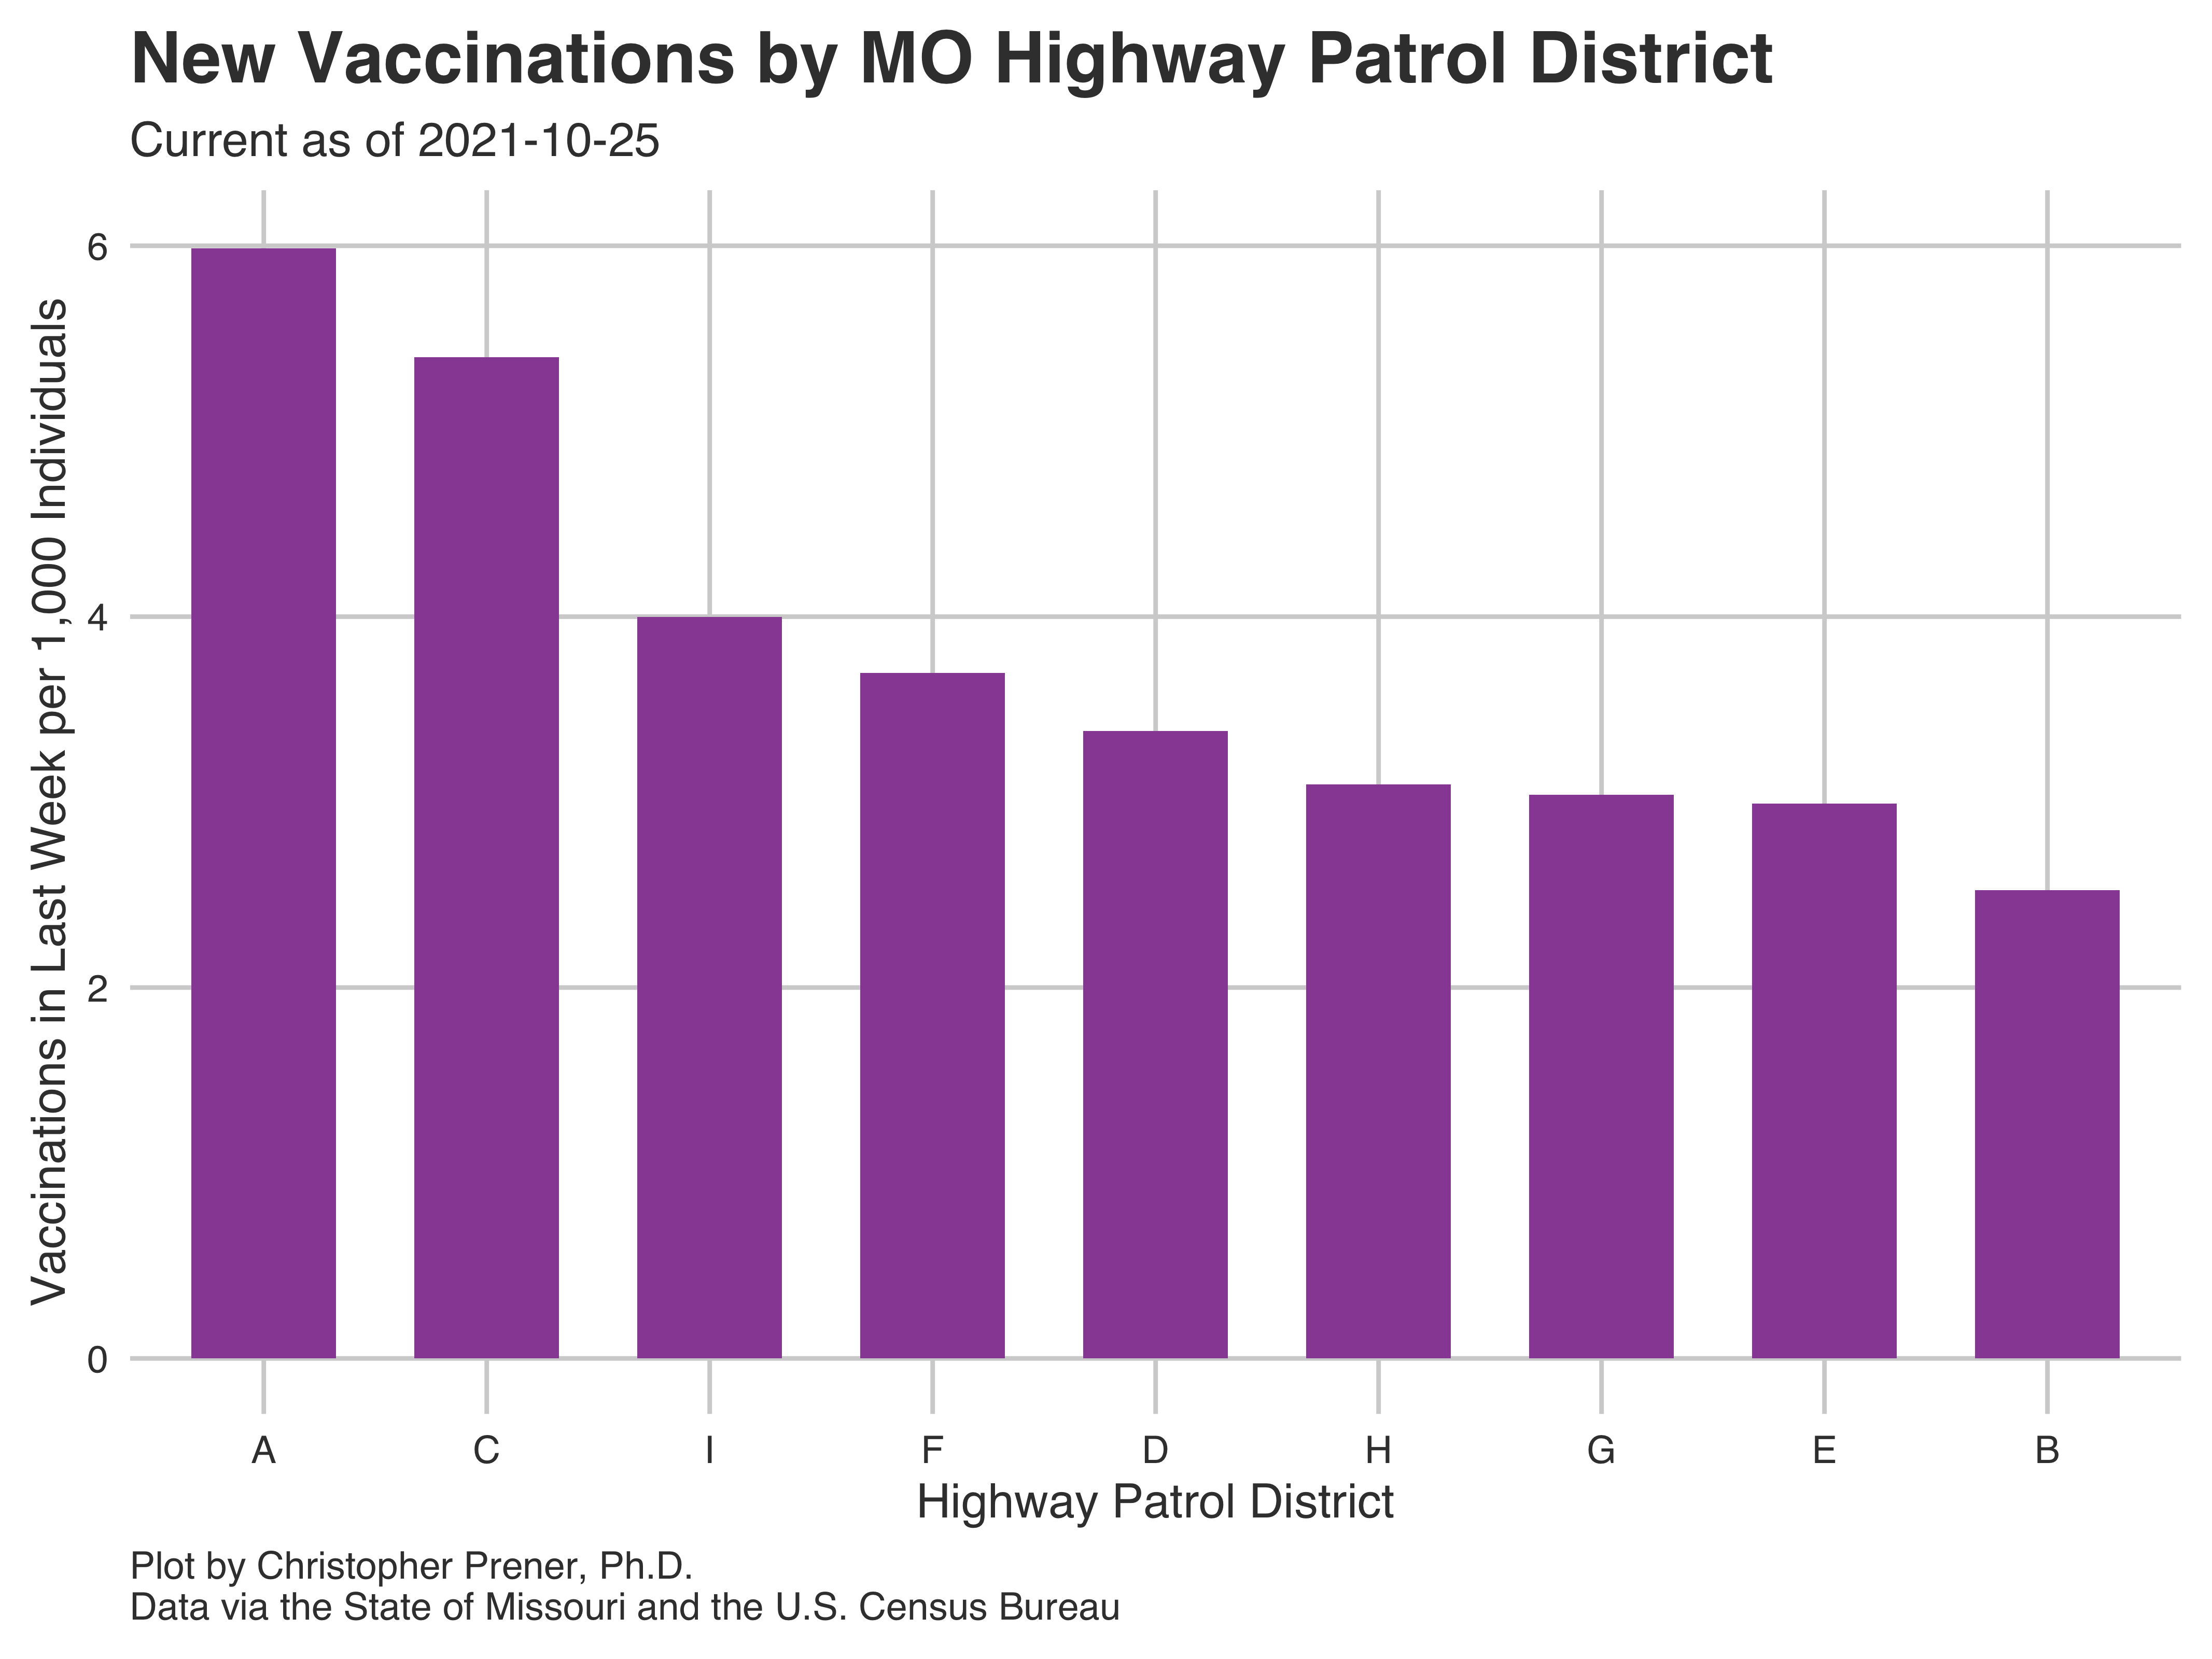 New Vaccinations by MO Highway Patrol District
Current as of 2021-10-25
Vaccinations in Last Week per 1,000 Individuals
6
4
2
0
A C I F D H G E B
Highway Patrol District
Plot by Christopher Prener, Ph.D.
Data via the State of Missouri and the U.S. Census Bureau